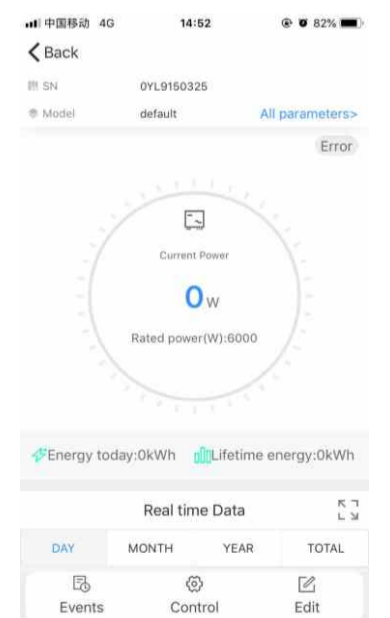 中国移动 4G 14:52 82%
Back
SN 0YL9150325
Model default All parameters>
Error
Current Power
0W
Rated power(W):6000
Energy today:0kWh Lifetime energy:0kWh
Real time Data
DAY MONTH YEAR TOTAL
Events Control Edit